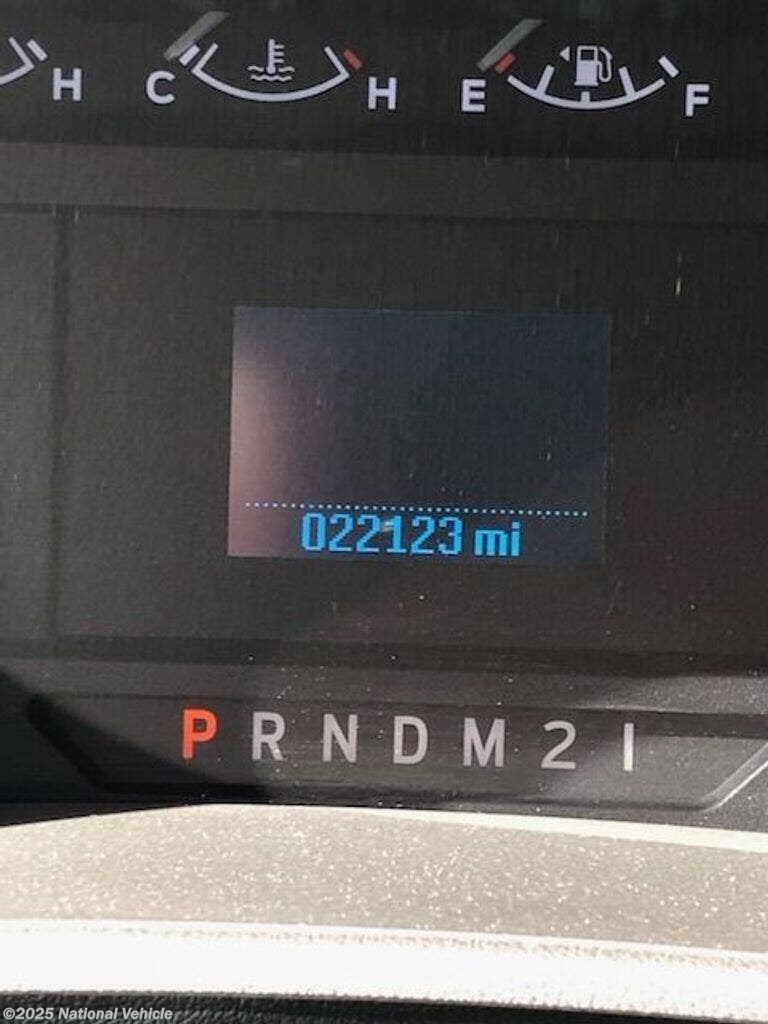 H C H E F
022123 mi
P R N D M 2 1
©2025 National Vehicle